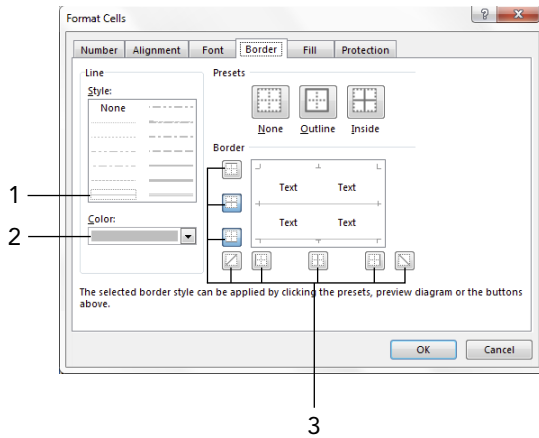 Format Cells
?
x
Number Alignment Font Border Fill Protection
Line
Presets
Style:
None
None Outline Inside
Border
Text Text
Text Text
1
Color:
2
The selected border style can be applied by clicking the presets, preview diagram or the buttons
above.
OK Cancel
3